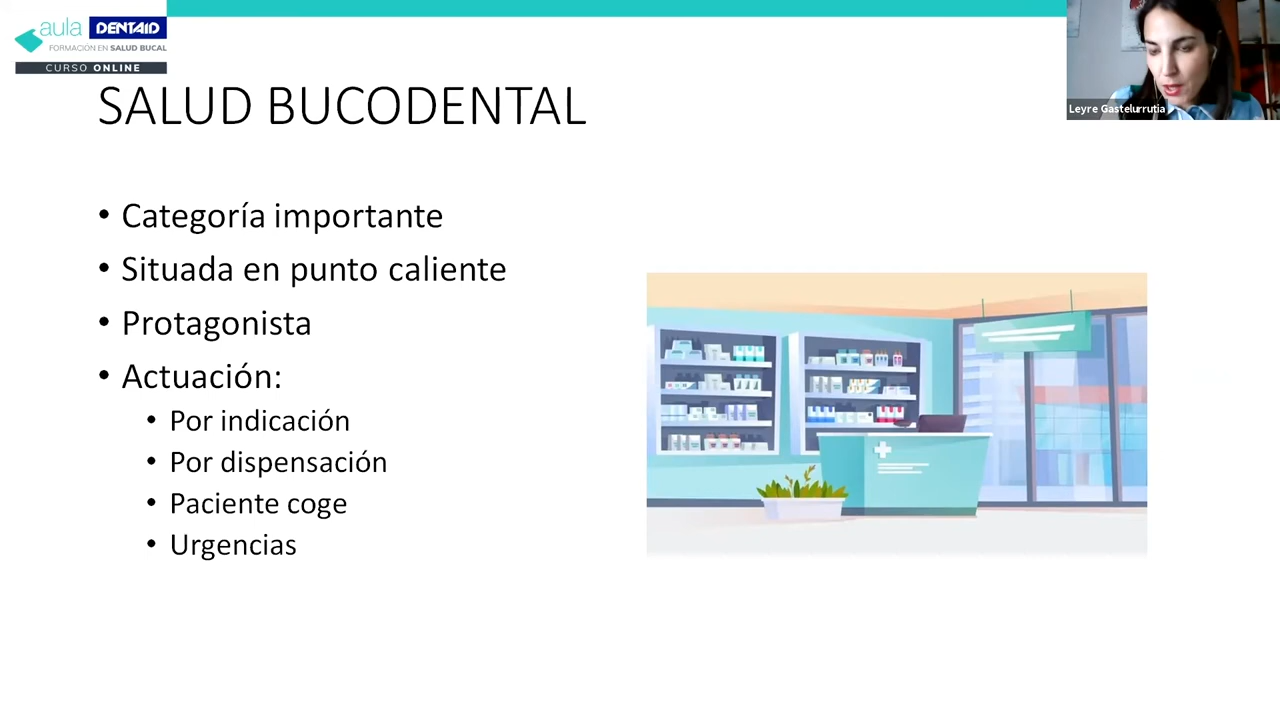 aula DENTAID
FORMACIÓN EN SALUD BUCAL
CURSO ONLINE
Leyre Gastelurrutia
SALUD BUCODENTAL
• Categoría importante
• Situada en punto caliente
• Protagonista
• Actuación:
• Por indicación
• Por dispensación
• Paciente coge
• Urgencias